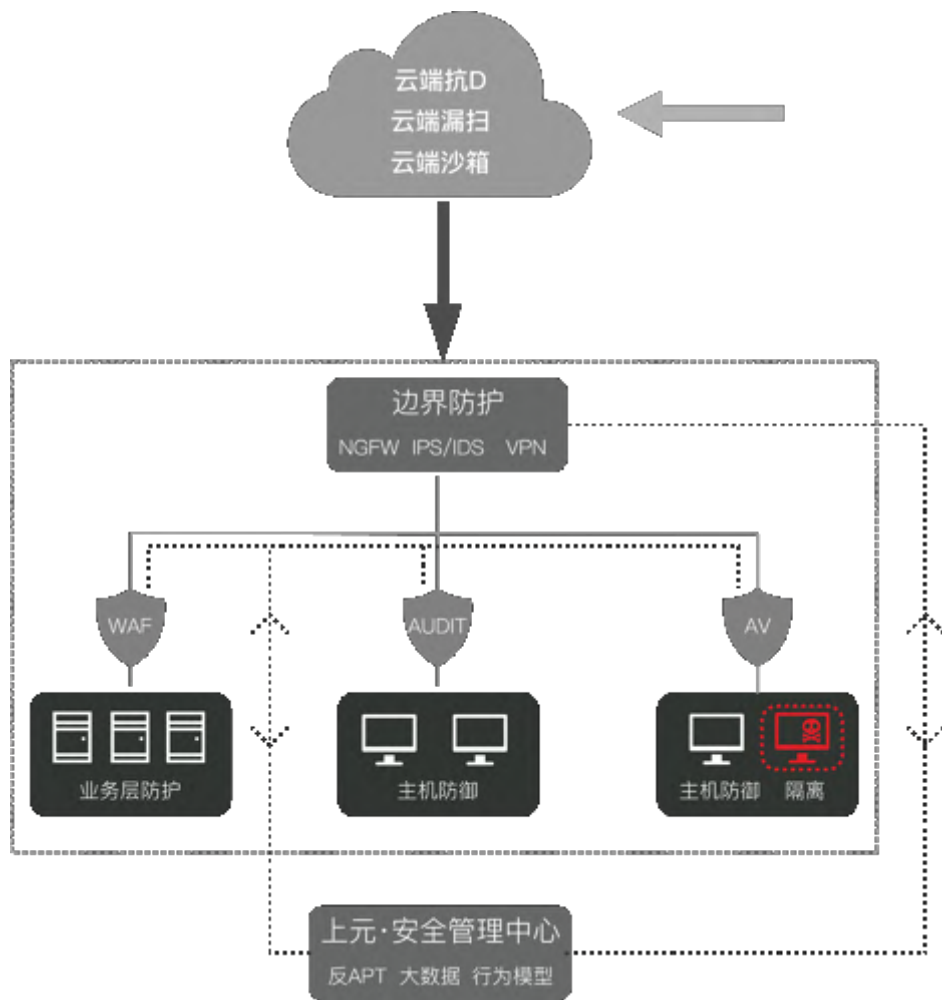 云端抗D
云端漏扫
云端沙箱
边界防护
NGFW IPS/IDS VPN
WAF
AUDIT
AV
业务层防护
主机防御
主机防御 隔离
上元·安全管理中心
反APT 大数据 行为模型